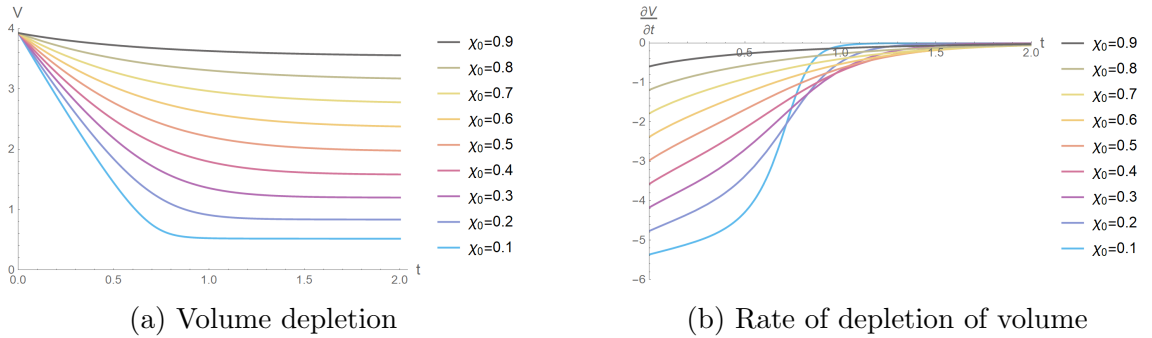 V
4
3
2
1
0
0.0 0.5 1.0 1.5 2.0 t
χ₀=0.9
χ₀=0.8
χ₀=0.7
χ₀=0.6
χ₀=0.5
χ₀=0.4
χ₀=0.3
χ₀=0.2
χ₀=0.1
(a) Volume depletion
∂V
∂t
0
-1
-2
-3
-4
-5
-6
0.5 1.0 1.5 2.0 t
χ₀=0.9
χ₀=0.8
χ₀=0.7
χ₀=0.6
χ₀=0.5
χ₀=0.4
χ₀=0.3
χ₀=0.2
χ₀=0.1
(b) Rate of depletion of volume